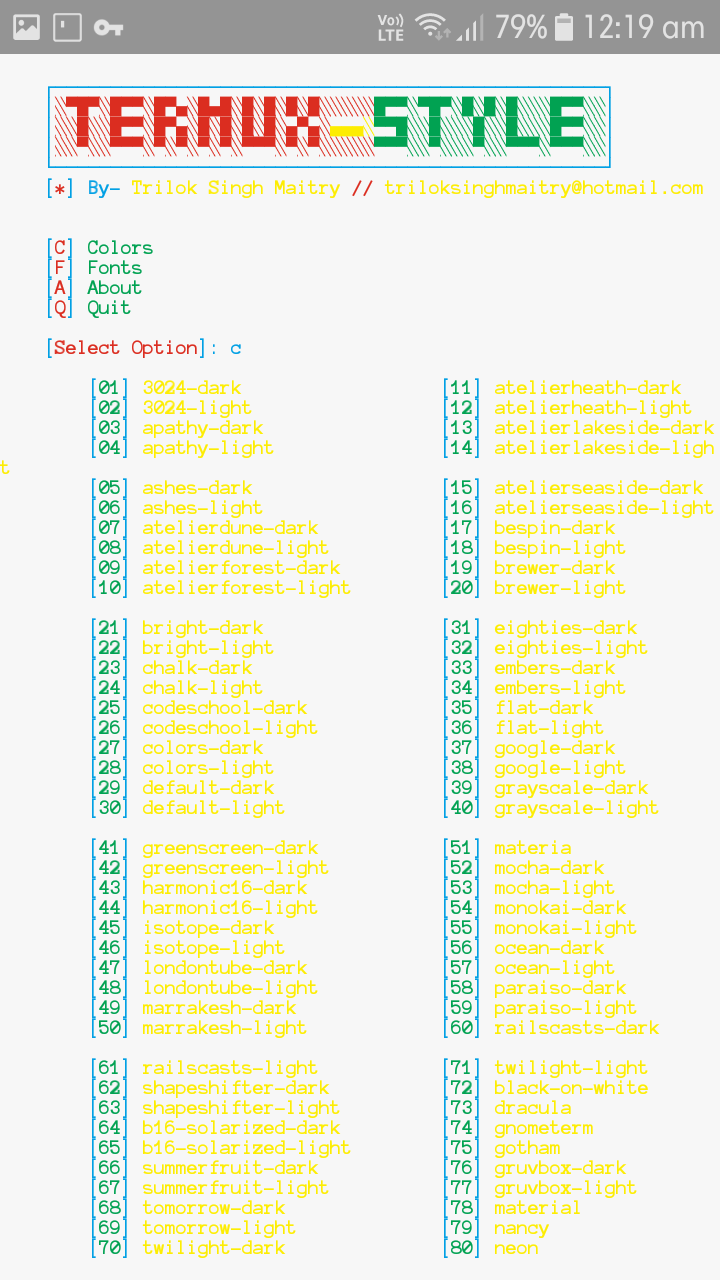 Vo)) LTE 79% 12:19 am
TERMUX_STYLE
[*] By- Trilok Singh Maitry // triloksinghmaitry@hotmail.com
[C] Colors
[F] Fonts
[A] About
[Q] Quit
[Select Option]: c
[01] 3024-dark [11] atelierheath-dark
[02] 3024-light [12] atelierheath-light
[03] apathy-dark [13] atelierlakeside-dark
[04] apathy-light [14] atelierlakeside-ligh
t
[05] ashes-dark [15] atelierseaside-dark
[06] ashes-light [16] atelierseaside-light
[07] atelierdune-dark [17] bespin-dark
[08] atelierdune-light [18] bespin-light
[09] atelierforest-dark [19] brewer-dark
[10] atelierforest-light [20] brewer-light
[21] bright-dark [31] eighties-dark
[22] bright-light [32] eighties-light
[23] chalk-dark [33] embers-dark
[24] chalk-light [34] embers-light
[25] codeschool-dark [35] flat-dark
[26] codeschool-light [36] flat-light
[27] colors-dark [37] google-dark
[28] colors-light [38] google-light
[29] default-dark [39] grayscale-dark
[30] default-light [40] grayscale-light
[41] greenscreen-dark [51] materia
[42] greenscreen-light [52] mocha-dark
[43] harmonic16-dark [53] mocha-light
[44] harmonic16-light [54] monokai-dark
[45] isotope-dark [55] monokai-light
[46] isotope-light [56] ocean-dark
[47] londontube-dark [57] ocean-light
[48] londontube-light [58] paraiso-dark
[49] marrakesh-dark [59] paraiso-light
[50] marrakesh-light [60] railscasts-dark
[61] railscasts-light [71] twilight-light
[62] shapeshifter-dark [72] black-on-white
[63] shapeshifter-light [73] dracula
[64] b16-solarized-dark [74] gnometerm
[65] b16-solarized-light [75] gotham
[66] summerfruit-dark [76] gruvbox-dark
[67] summerfruit-light [77] gruvbox-light
[68] tomorrow-dark [78] material
[69] tomorrow-light [79] nancy
[70] twilight-dark [80] neon